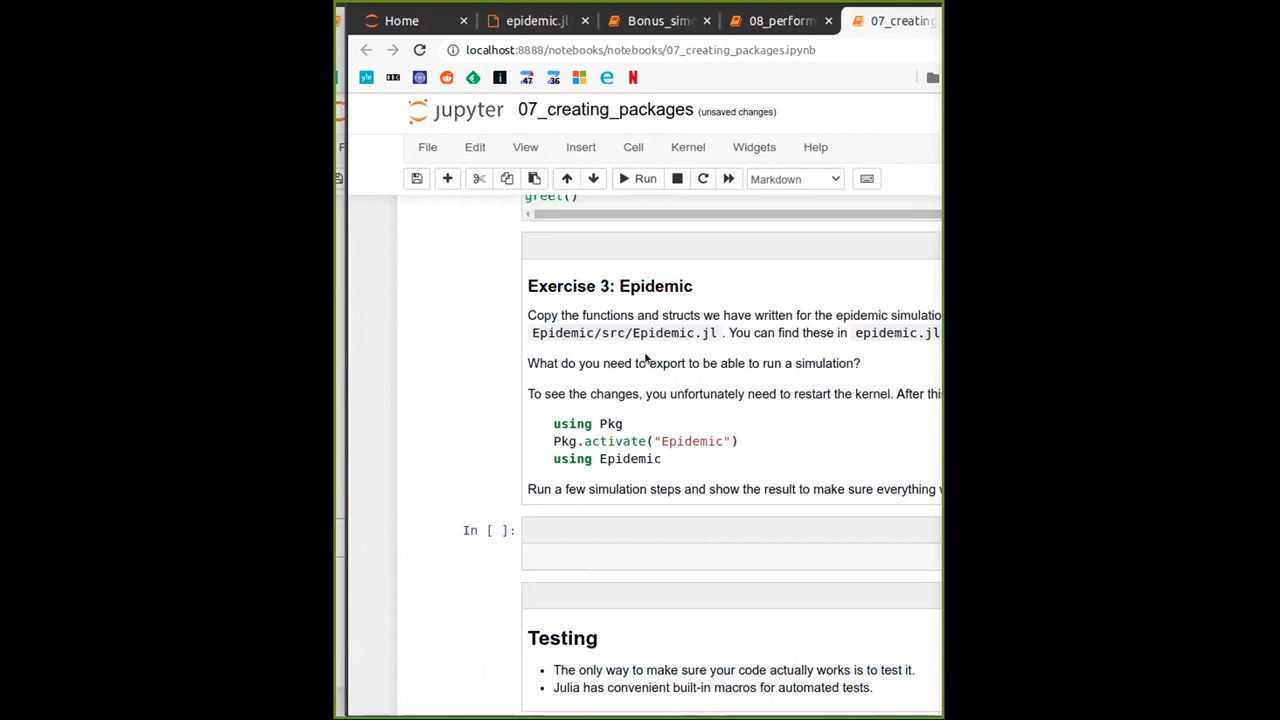 Home × epidemic.jl × Bonus_sim × 08_perform × 07_creating
localhost:8888/notebooks/notebooks/07_creating_packages.ipynb
yle BBC i 47 36 N
jupyter 07_creating_packages (unsaved changes)
File Edit View Insert Cell Kernel Widgets Help
Run Markdown
greet()
Exercise 3: Epidemic
Copy the functions and structs we have written for the epidemic simulatio
Epidemic/src/Epidemic.jl . You can find these in epidemic.jl
What do you need to export to be able to run a simulation?
To see the changes, you unfortunately need to restart the kernel. After thi
using Pkg
Pkg.activate("Epidemic")
using Epidemic
Run a few simulation steps and show the result to make sure everything
In [ ]:
Testing
• The only way to make sure your code actually works is to test it.
• Julia has convenient built-in macros for automated tests.